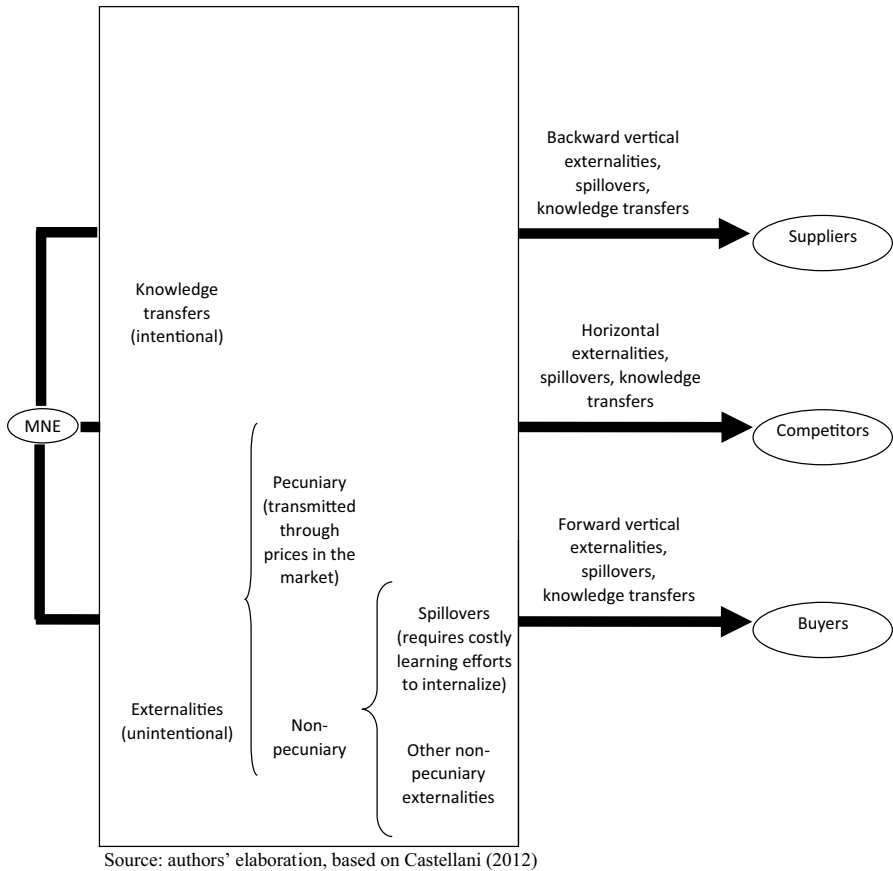 MNE
Knowledge
transfers
(intentional)
Externalities
(unintentional)
Pecuniary
(transmitted
through
prices in the
market)
Non-
pecuniary
Spillovers
(requires costly
learning efforts
to internalize)
Other non-
pecuniary
externalities
Backward vertical
externalities,
spillovers,
knowledge transfers
Suppliers
Horizontal
externalities,
spillovers, knowledge
transfers
Competitors
Forward vertical
externalities,
spillovers,
knowledge transfers
Buyers
Source: authors’ elaboration, based on Castellani (2012)